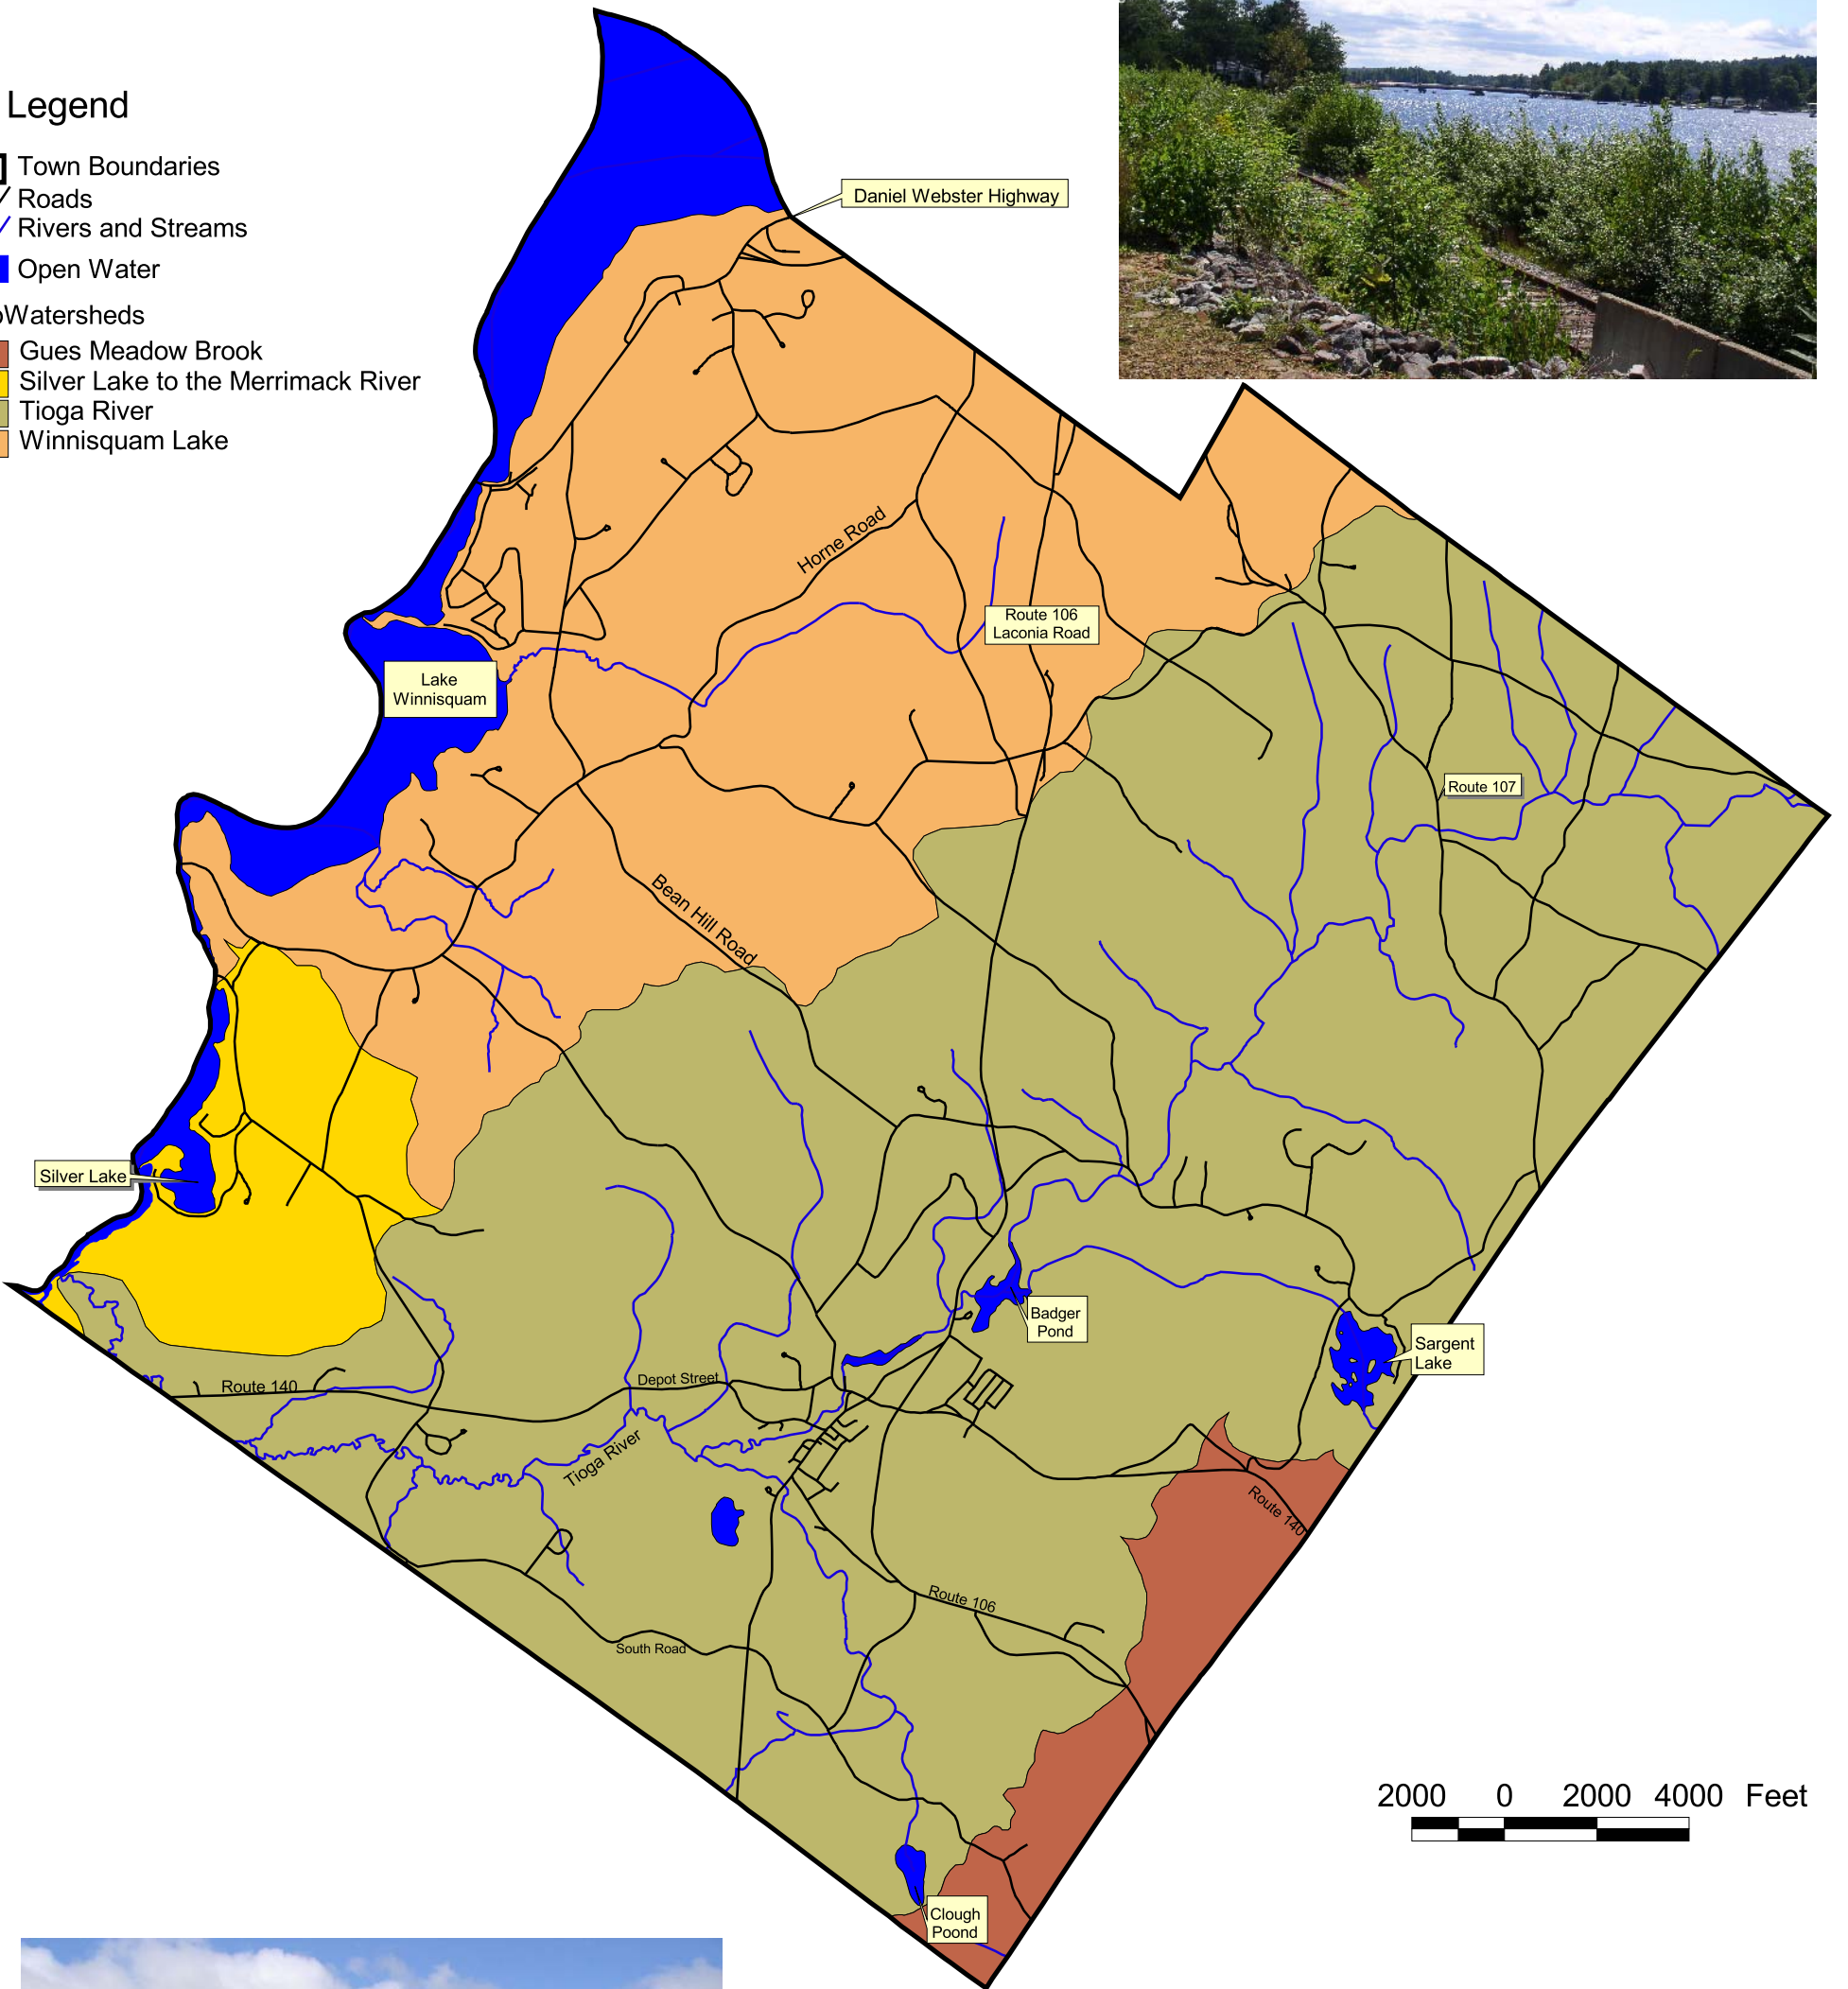 Legend
Town Boundaries
Roads
Rivers and Streams
Open Water
Watersheds
Gues Meadow Brook
Silver Lake to the Merrimack River
Tioga River
Winnisquam Lake
Daniel Webster Highway
Horne Road
Route 106
Laconia Road
Lake
Winnisquam
Route 107
Bean Hill Road
Silver Lake
Badger
Pond
Sargent
Lake
Depot Street
Route 140
Tioga River
Route 140
Route 106
South Road
2000 0 2000 4000 Feet
Clough
Poond